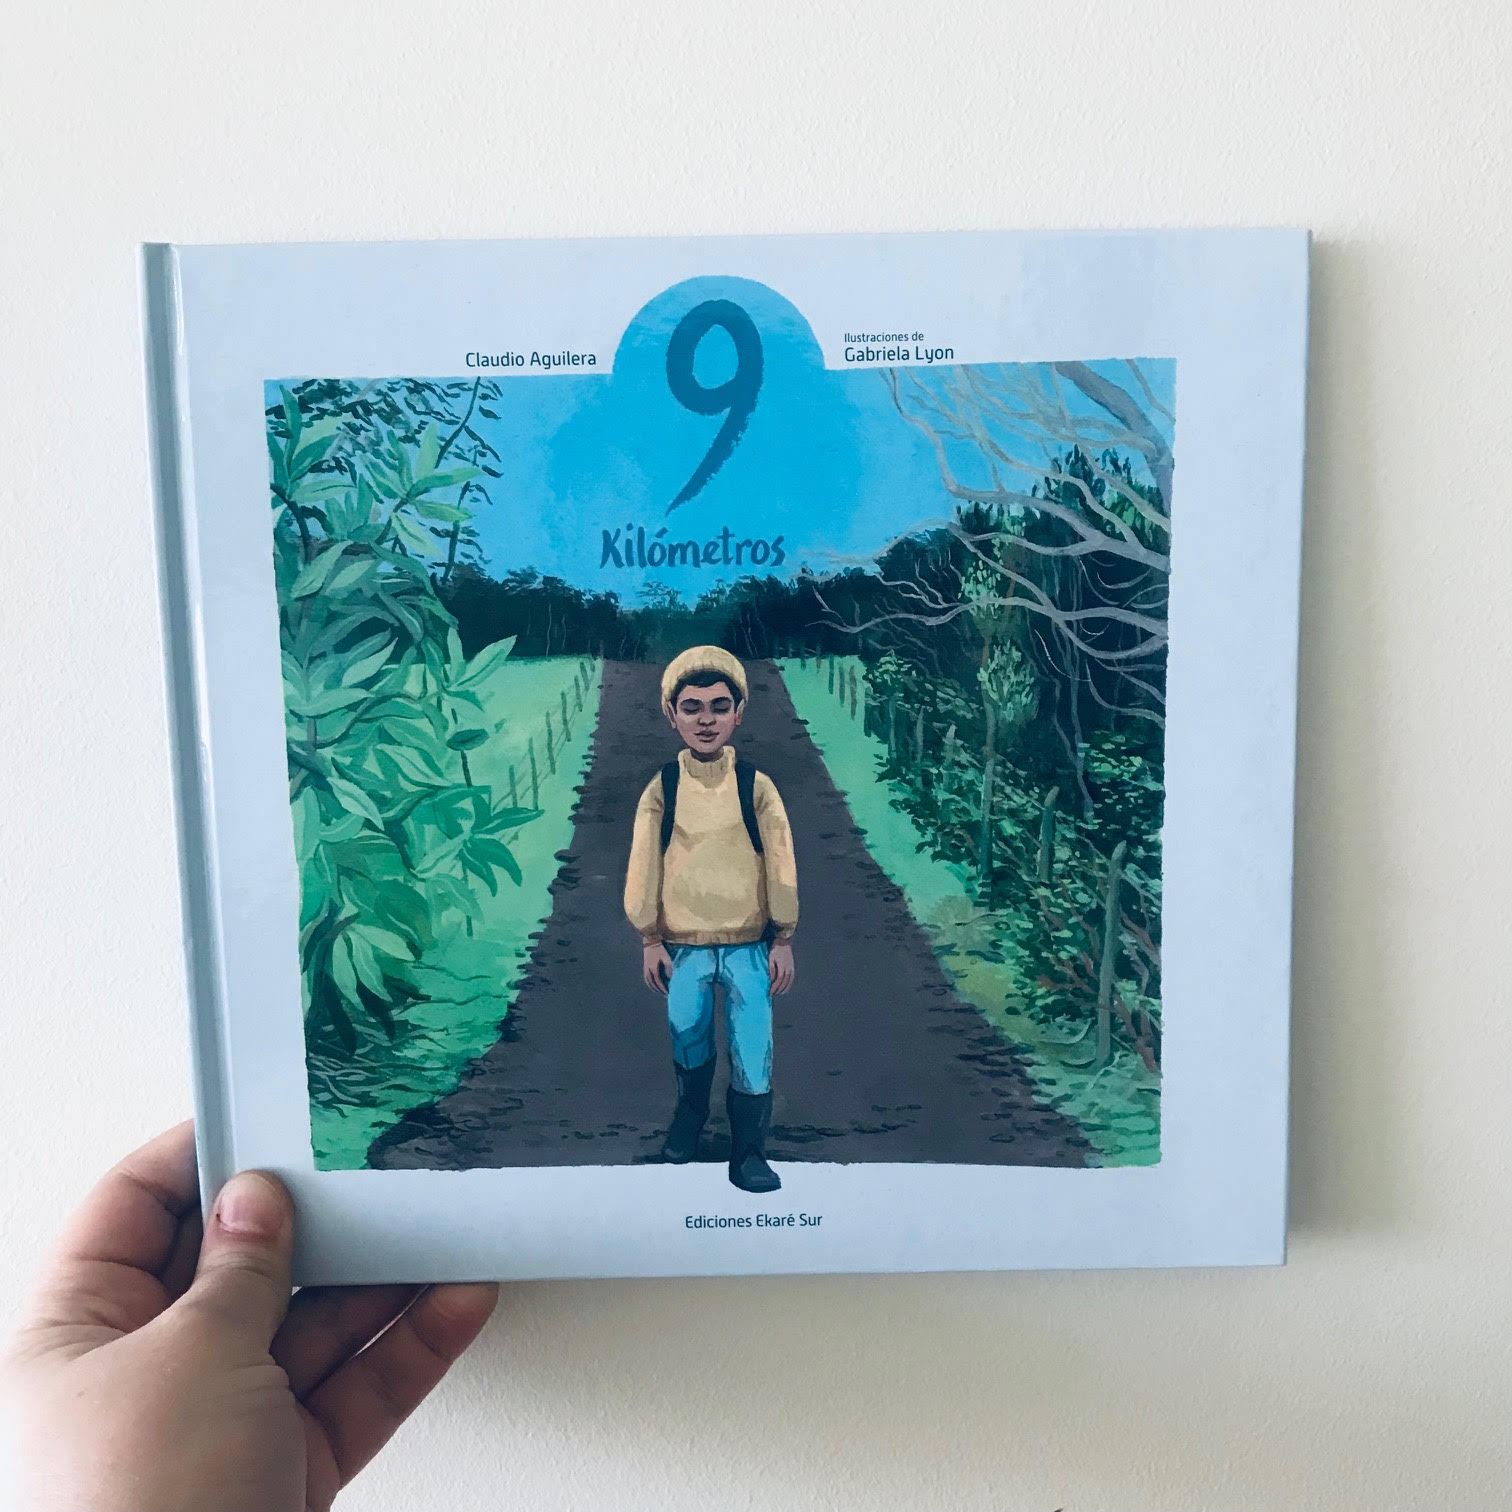 Claudio Aguilera
Ilustraciones de
Gabriela Lyon
9
Kilómetros
Ediciones Ekaré Sur